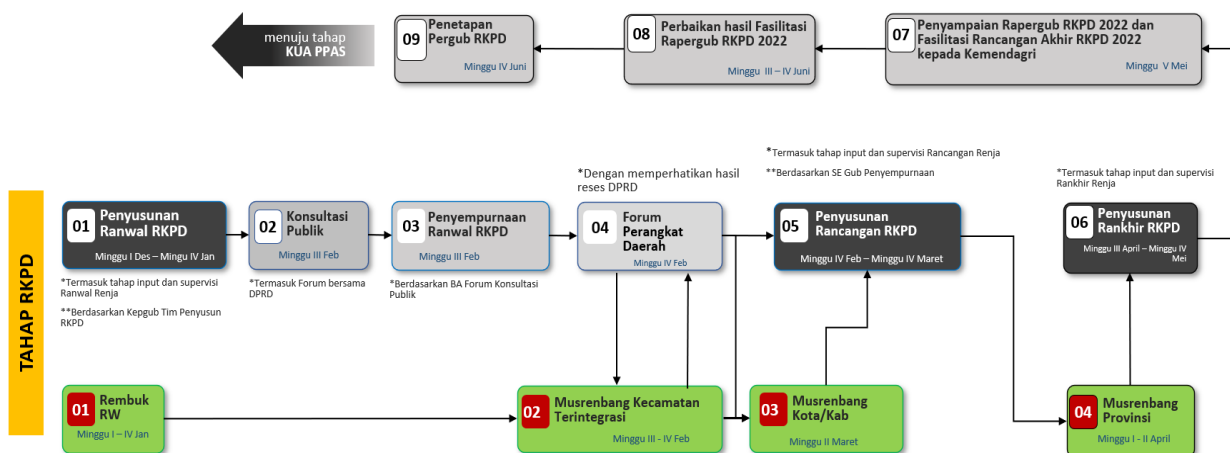 menuju tahap
KUA PPAS
09
Penetapan
Pergub RKPD
Minggu IV Juni
08
Perbaikan hasil Fasilitasi
Rapergub RKPD 2022
Minggu III – IV Juni
07
Penyampaian Rapergub RKPD 2022 dan
Fasilitasi Rancangan Akhir RKPD 2022
kepada Kemendagri
Minggu V Mei
TAHAP RKPD
01
Penyusunan
Ranwal RKPD
Minggu I Des – Mingu IV Jan
*Termasuk tahap input dan supervisi
Ranwal Renja
**Berdasarkan Kepgub Tim Penyusun
RKPD
02
Konsultasi
Publik
Minggu III Feb
*Termasuk Forum bersama
DPRD
03
Penyempurnaan
Ranwal RKPD
Minggu III Feb
*Berdasarkan BA Forum Konsultasi
Publik
*Dengan memperhatikan hasil
reses DPRD
04
Forum
Perangkat
Daerah
Minggu IV Feb
*Termasuk tahap input dan supervisi Rancangan Renja
**Berdasarkan SE Gub Penyempurnaan
05
Penyusunan
Rancangan RKPD
Minggu IV Feb – Minggu IV Maret
*Termasuk tahap input dan supervisi
Rankhir Renja
06
Penyusunan
Rankhir RKPD
Minggu III April – Minggu IV
Mei
01
Rembuk
RW
Minggu I – IV Jan
02
Musrenbang Kecamatan
Terintegrasi
Minggu III - IV Feb
03
Musrenbang
Kota/Kab
Minggu II Maret
04
Musrenbang
Provinsi
Minggu I - II April